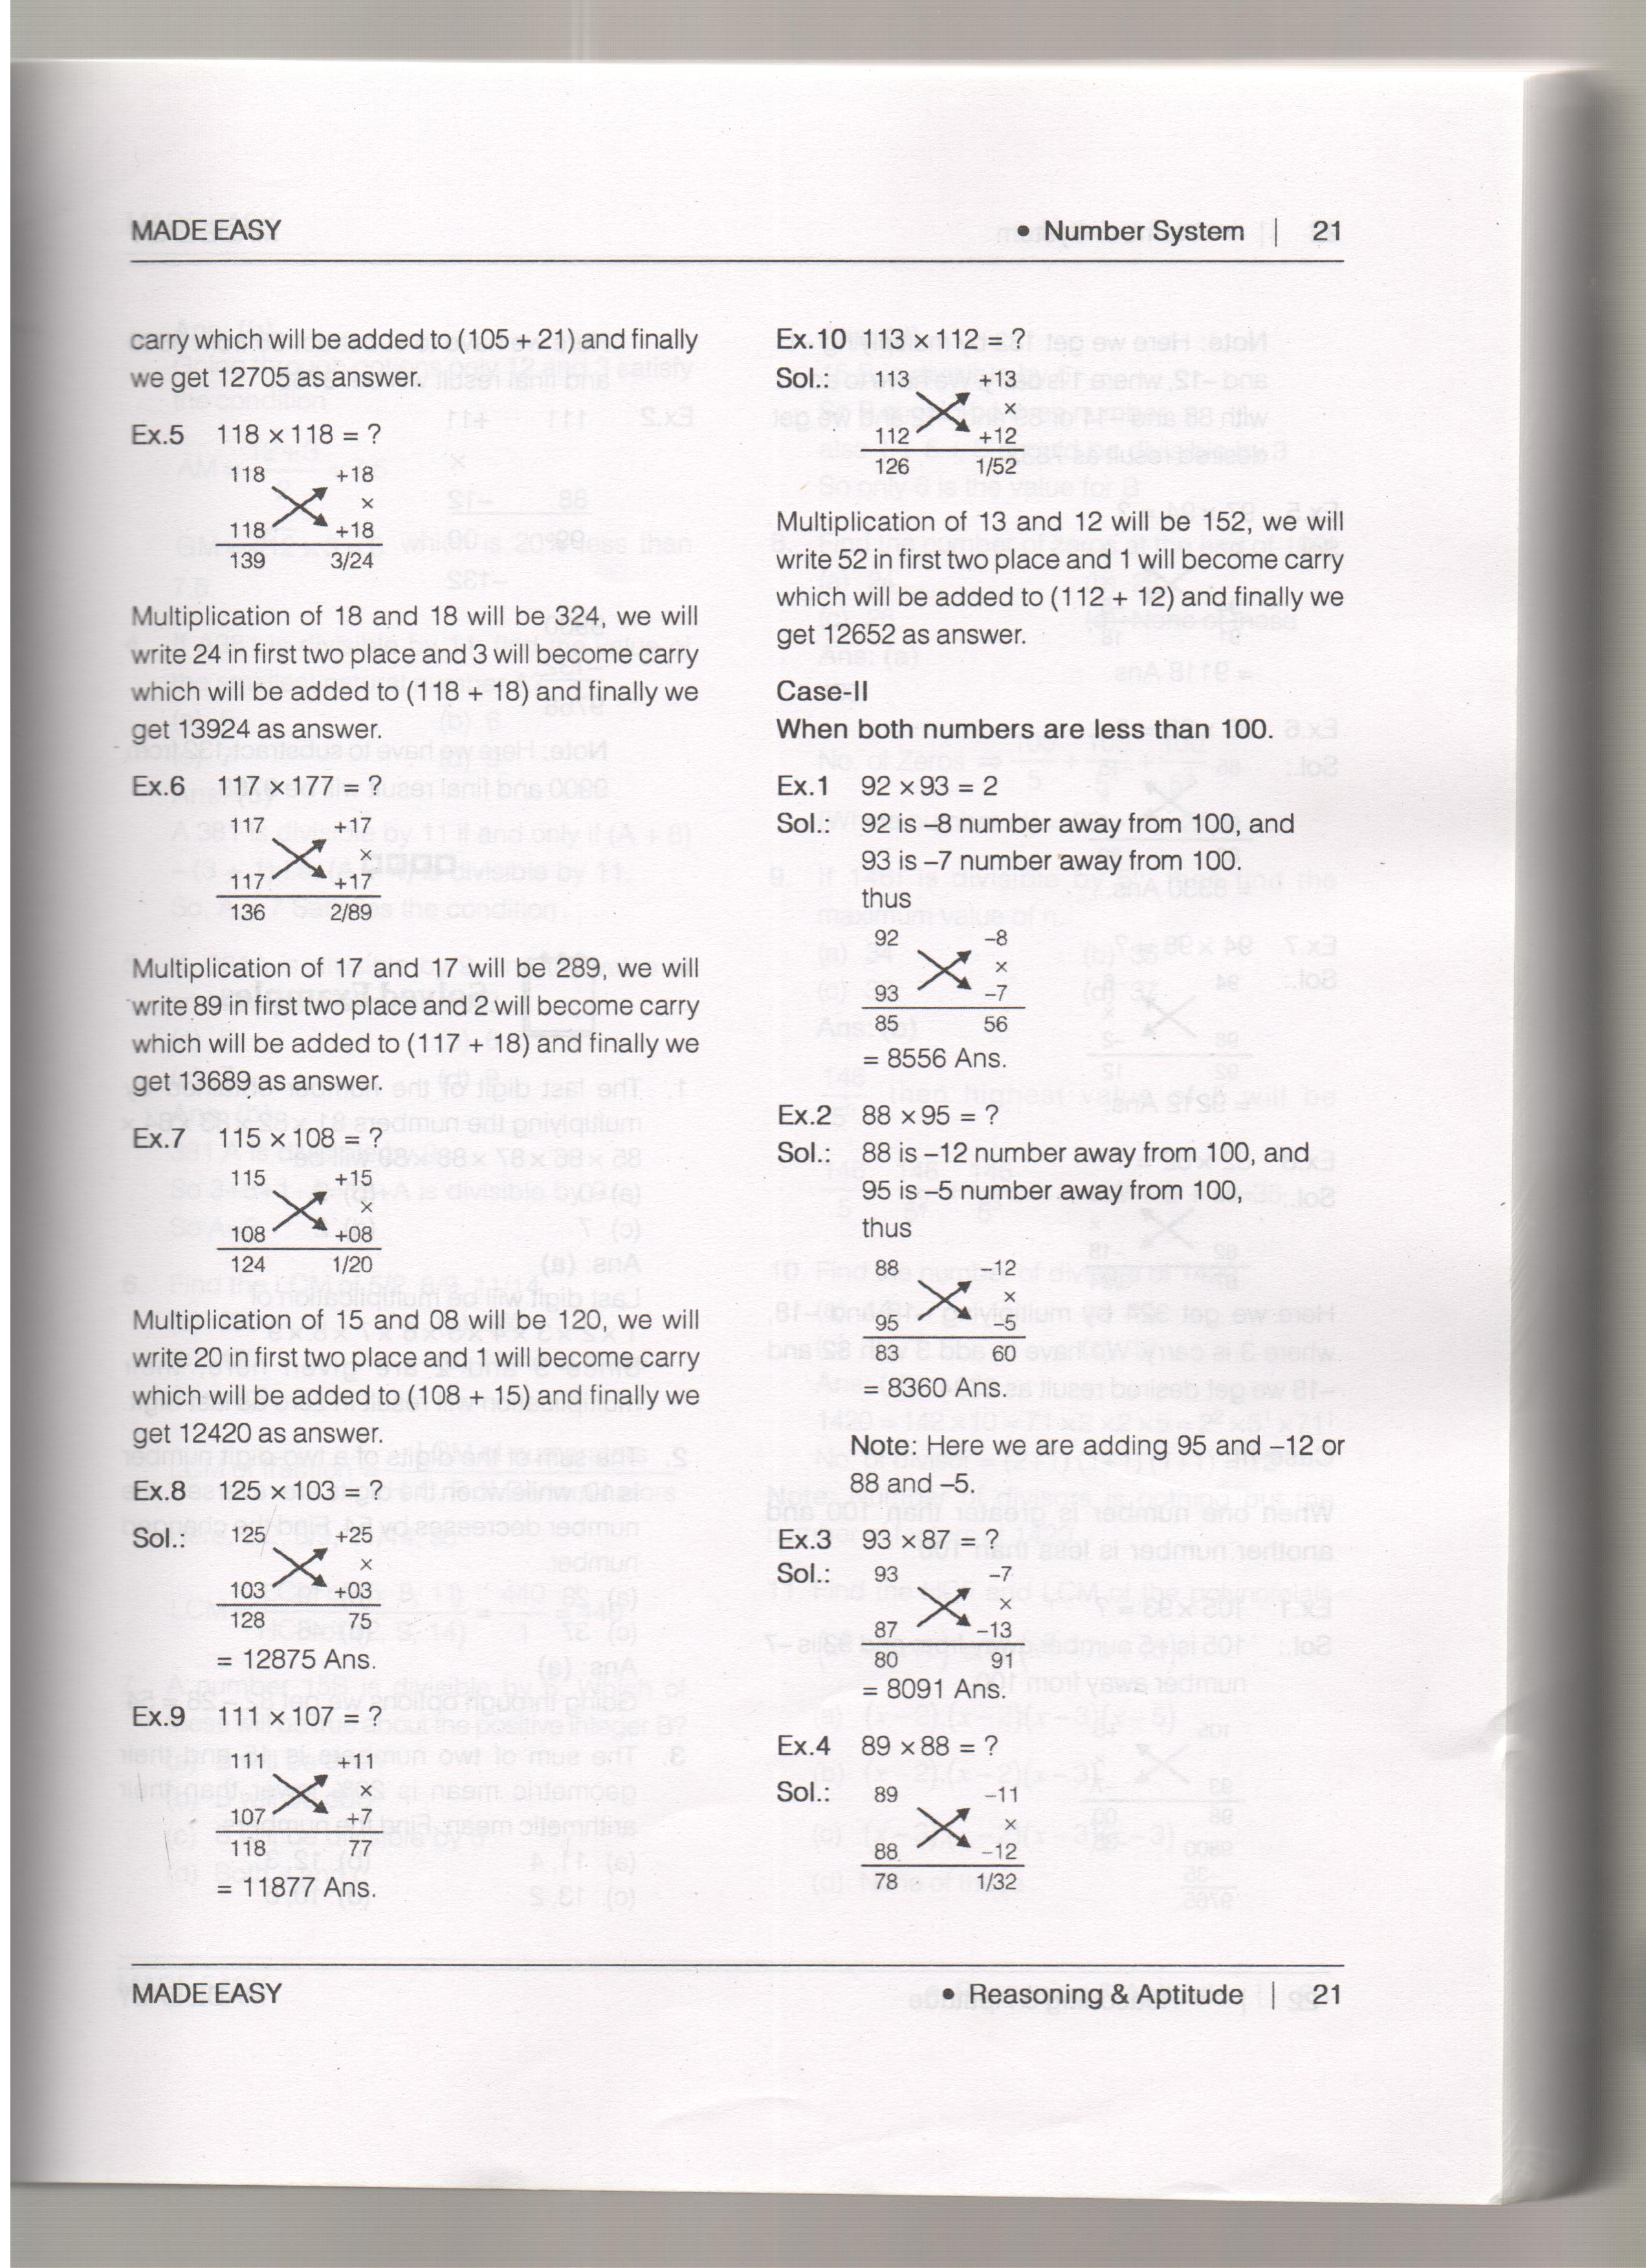 MADE EASY
• Number System | 21
carry which will be added to (105 + 21) and finally
we get 12705 as answer.
Ex.5 118 × 118 = ?
118 +18
×
118 +18
139 3/24
Multiplication of 18 and 18 will be 324, we will
write 24 in first two place and 3 will become carry
which will be added to (118 + 18) and finally we
get 13924 as answer.
Ex.6 117 × 177 = ?
117 +17
×
117 +17
136 2/89
Multiplication of 17 and 17 will be 289, we will
write 89 in first two place and 2 will become carry
which will be added to (117 + 18) and finally we
get 13689 as answer.
Ex.7 115 × 108 = ?
115 +15
×
108 +08
124 1/20
Multiplication of 15 and 08 will be 120, we will
write 20 in first two place and 1 will become carry
which will be added to (108 + 15) and finally we
get 12420 as answer.
Ex.8 125 × 103 = ?
Sol.: 125 +25
×
103 +03
128 75
= 12875 Ans.
Ex.9 111 × 107 = ?
111 +11
×
107 +7
118 77
= 11877 Ans.
Ex.10 113 × 112 = ?
Sol.: 113 +13
×
112 +12
126 1/52
Multiplication of 13 and 12 will be 152, we will
write 52 in first two place and 1 will become carry
which will be added to (112 + 12) and finally we
get 12652 as answer.
Case-II
When both numbers are less than 100.
Ex.1 92 × 93 = 2
Sol.: 92 is –8 number away from 100, and
93 is –7 number away from 100.
thus
92 –8
×
93 –7
85 56
= 8556 Ans.
Ex.2 88 × 95 = ?
Sol.: 88 is –12 number away from 100, and
95 is –5 number away from 100,
thus
88 –12
×
95 –5
83 60
= 8360 Ans.
Note: Here we are adding 95 and –12 or
88 and –5.
Ex.3 93 × 87 = ?
Sol.: 93 –7
×
87 –13
80 91
= 8091 Ans.
Ex.4 89 × 88 = ?
Sol.: 89 –11
×
88 –12
78 1/32
MADE EASY
• Reasoning & Aptitude | 21